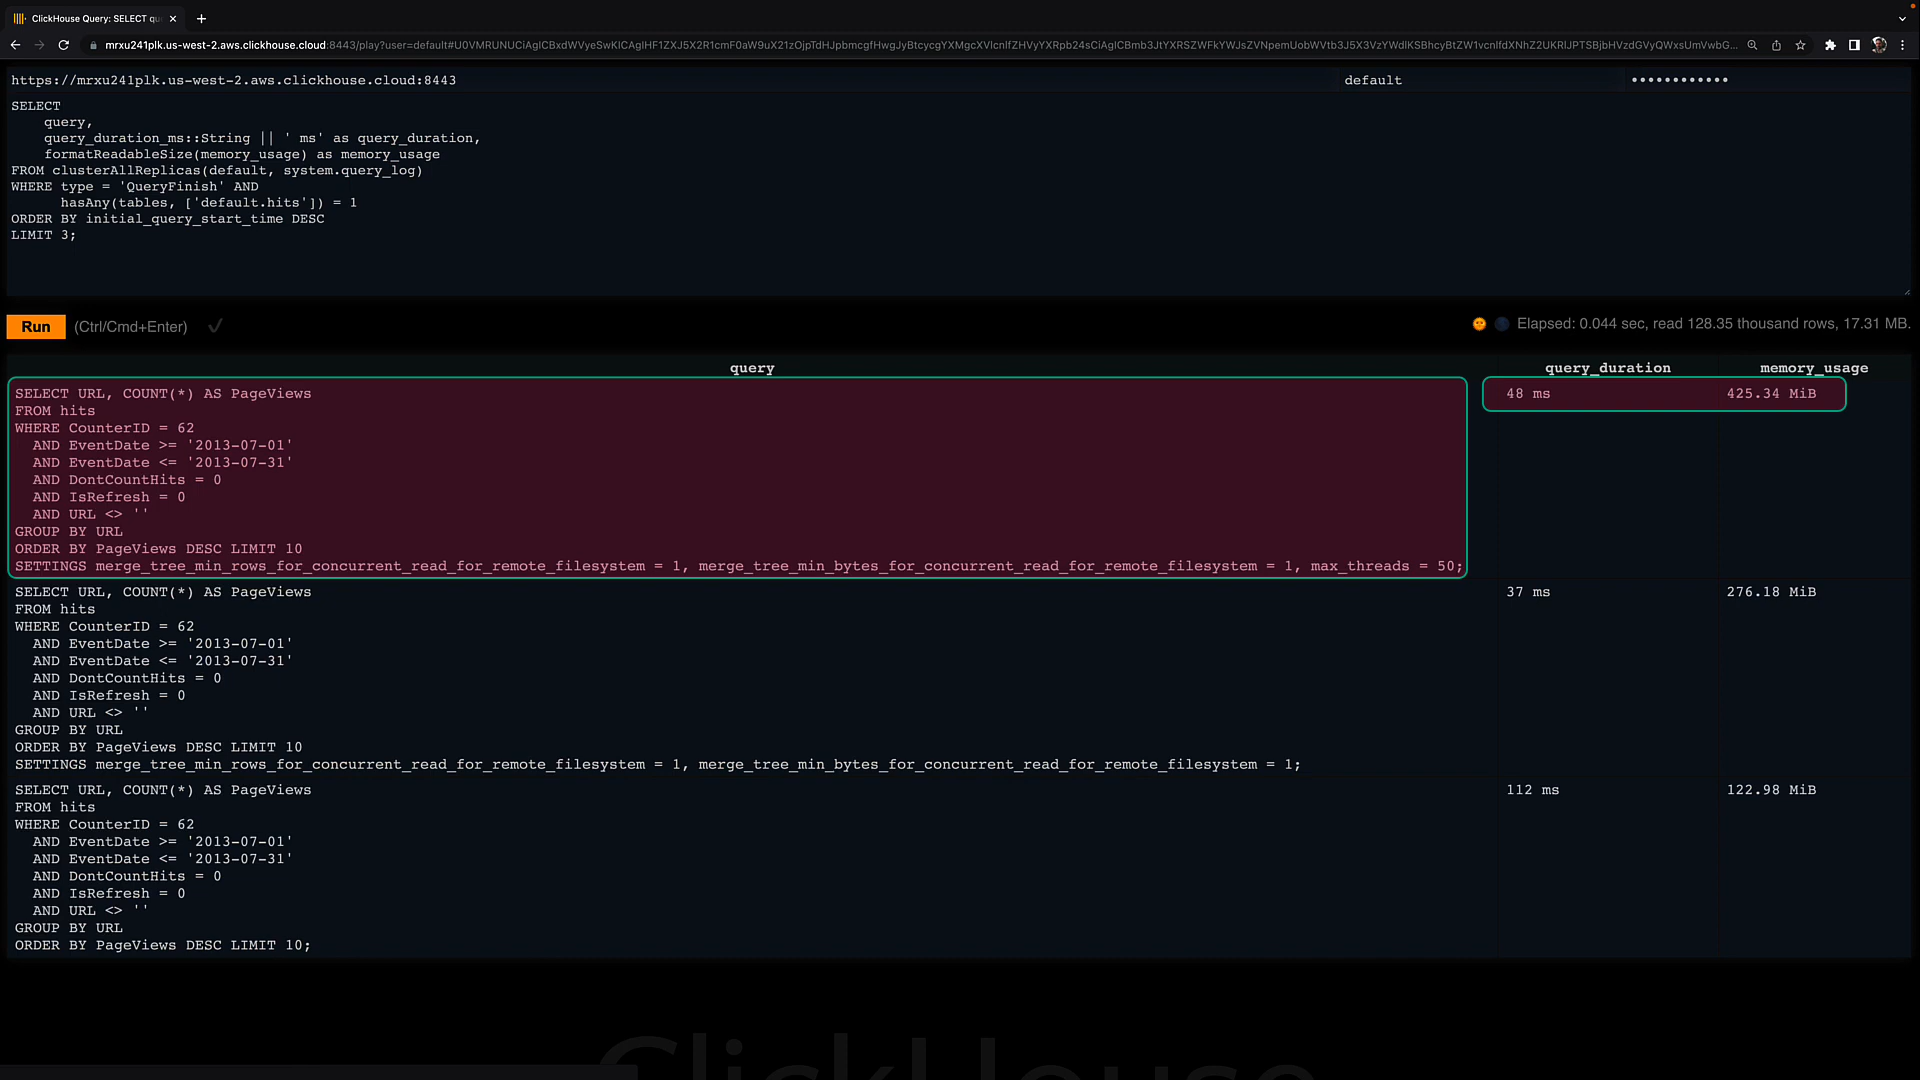 ClickHouse Query: SELECT qu
mrxu241plk.us-west-2.aws.clickhouse.cloud:8443/play?user=default#
https://mrxu241plk.us-west-2.aws.clickhouse.cloud:8443 default ••••••••••••
SELECT
    query,
    query_duration_ms::String || ' ms' as query_duration,
    formatReadableSize(memory_usage) as memory_usage
FROM clusterAllReplicas(default, system.query_log)
WHERE type = 'QueryFinish' AND
      hasAny(tables, ['default.hits']) = 1
ORDER BY initial_query_start_time DESC
LIMIT 3;
Run (Ctrl/Cmd+Enter) ✓ Elapsed: 0.044 sec, read 128.35 thousand rows, 17.31 MB.
query query_duration memory_usage
SELECT URL, COUNT(*) AS PageViews 48 ms 425.34 MiB
FROM hits
WHERE CounterID = 62
  AND EventDate >= '2013-07-01'
  AND EventDate <= '2013-07-31'
  AND DontCountHits = 0
  AND IsRefresh = 0
  AND URL <> ''
GROUP BY URL
ORDER BY PageViews DESC LIMIT 10
SETTINGS merge_tree_min_rows_for_concurrent_read_for_remote_filesystem = 1, merge_tree_min_bytes_for_concurrent_read_for_remote_filesystem = 1, max_threads = 50;
SELECT URL, COUNT(*) AS PageViews 37 ms 276.18 MiB
FROM hits
WHERE CounterID = 62
  AND EventDate >= '2013-07-01'
  AND EventDate <= '2013-07-31'
  AND DontCountHits = 0
  AND IsRefresh = 0
  AND URL <> ''
GROUP BY URL
ORDER BY PageViews DESC LIMIT 10
SETTINGS merge_tree_min_rows_for_concurrent_read_for_remote_filesystem = 1, merge_tree_min_bytes_for_concurrent_read_for_remote_filesystem = 1;
SELECT URL, COUNT(*) AS PageViews 112 ms 122.98 MiB
FROM hits
WHERE CounterID = 62
  AND EventDate >= '2013-07-01'
  AND EventDate <= '2013-07-31'
  AND DontCountHits = 0
  AND IsRefresh = 0
  AND URL <> ''
GROUP BY URL
ORDER BY PageViews DESC LIMIT 10;
ClickHouse